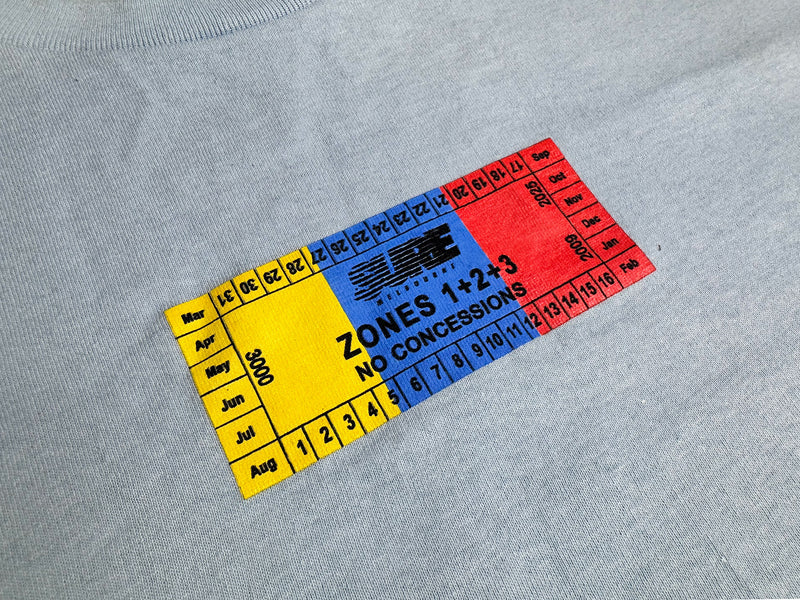 31 30 29 28 27 26 25 24 23 22 21 20 19 18 17
Mar
Apr
May
Jun
Jul
Aug
3000
MELBOURNE
ZONES 1+2+3
NO CONCESSIONS
2025
2009
Sep
Oct
Nov
Dec
Jan
Feb
1 2 3 4 5 6 7 8 9 10 11 12 13 14 15 16